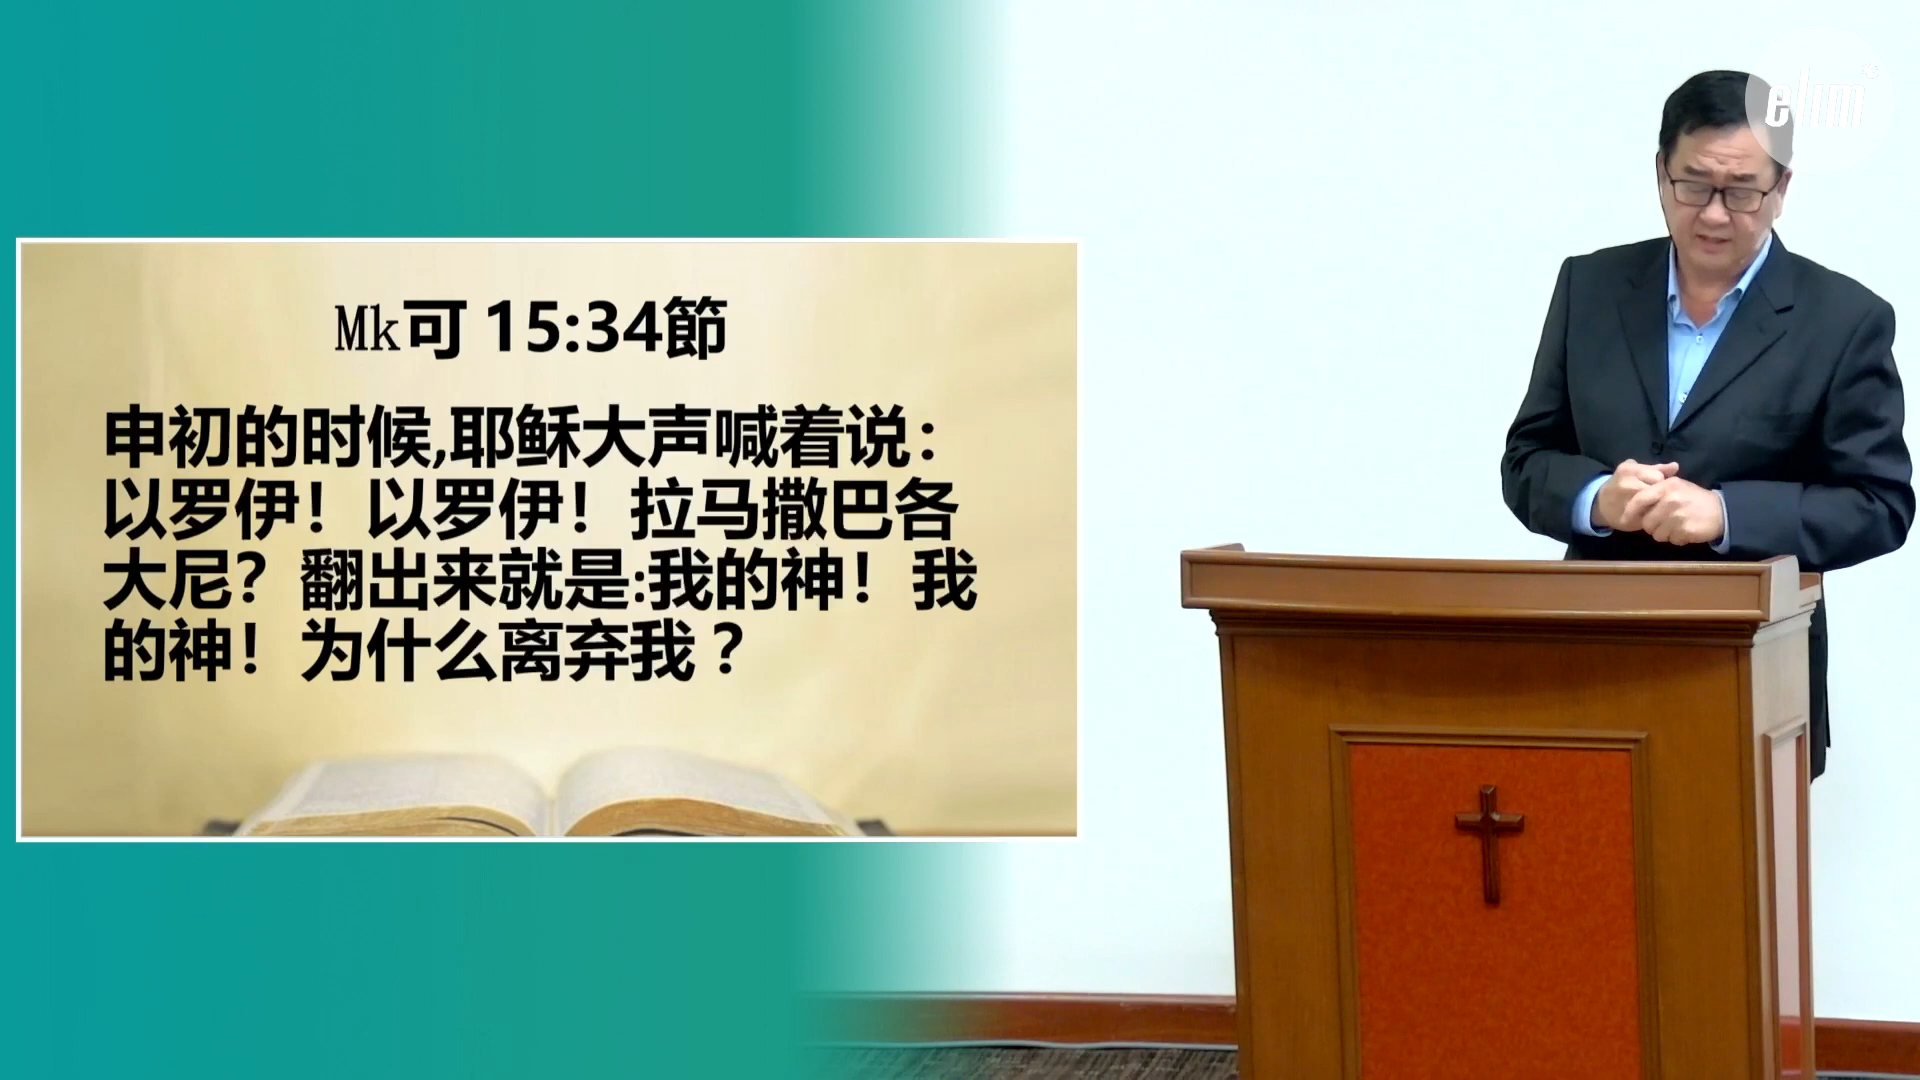 Mk可 15:34節
申初的时候,耶稣大声喊着说：
以罗伊！以罗伊！拉马撒巴各
大尼？翻出来就是:我的神！我
的神！为什么离弃我？
elim